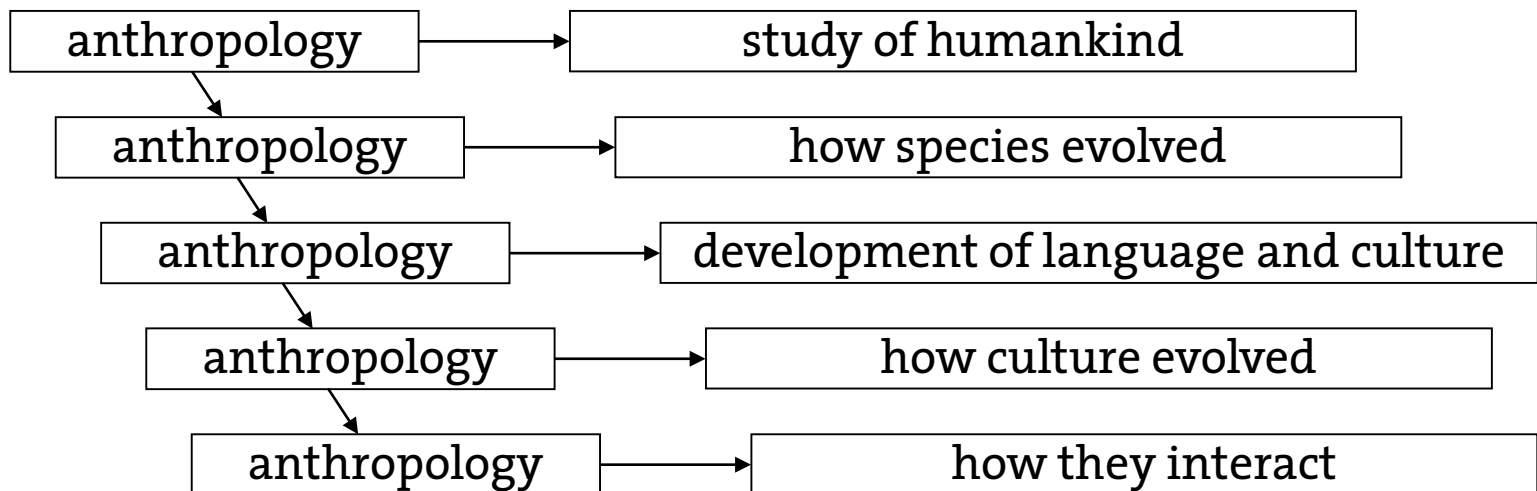 anthropology
study of humankind
anthropology
how species evolved
anthropology
development of language and culture
anthropology
how culture evolved
anthropology
how they interact